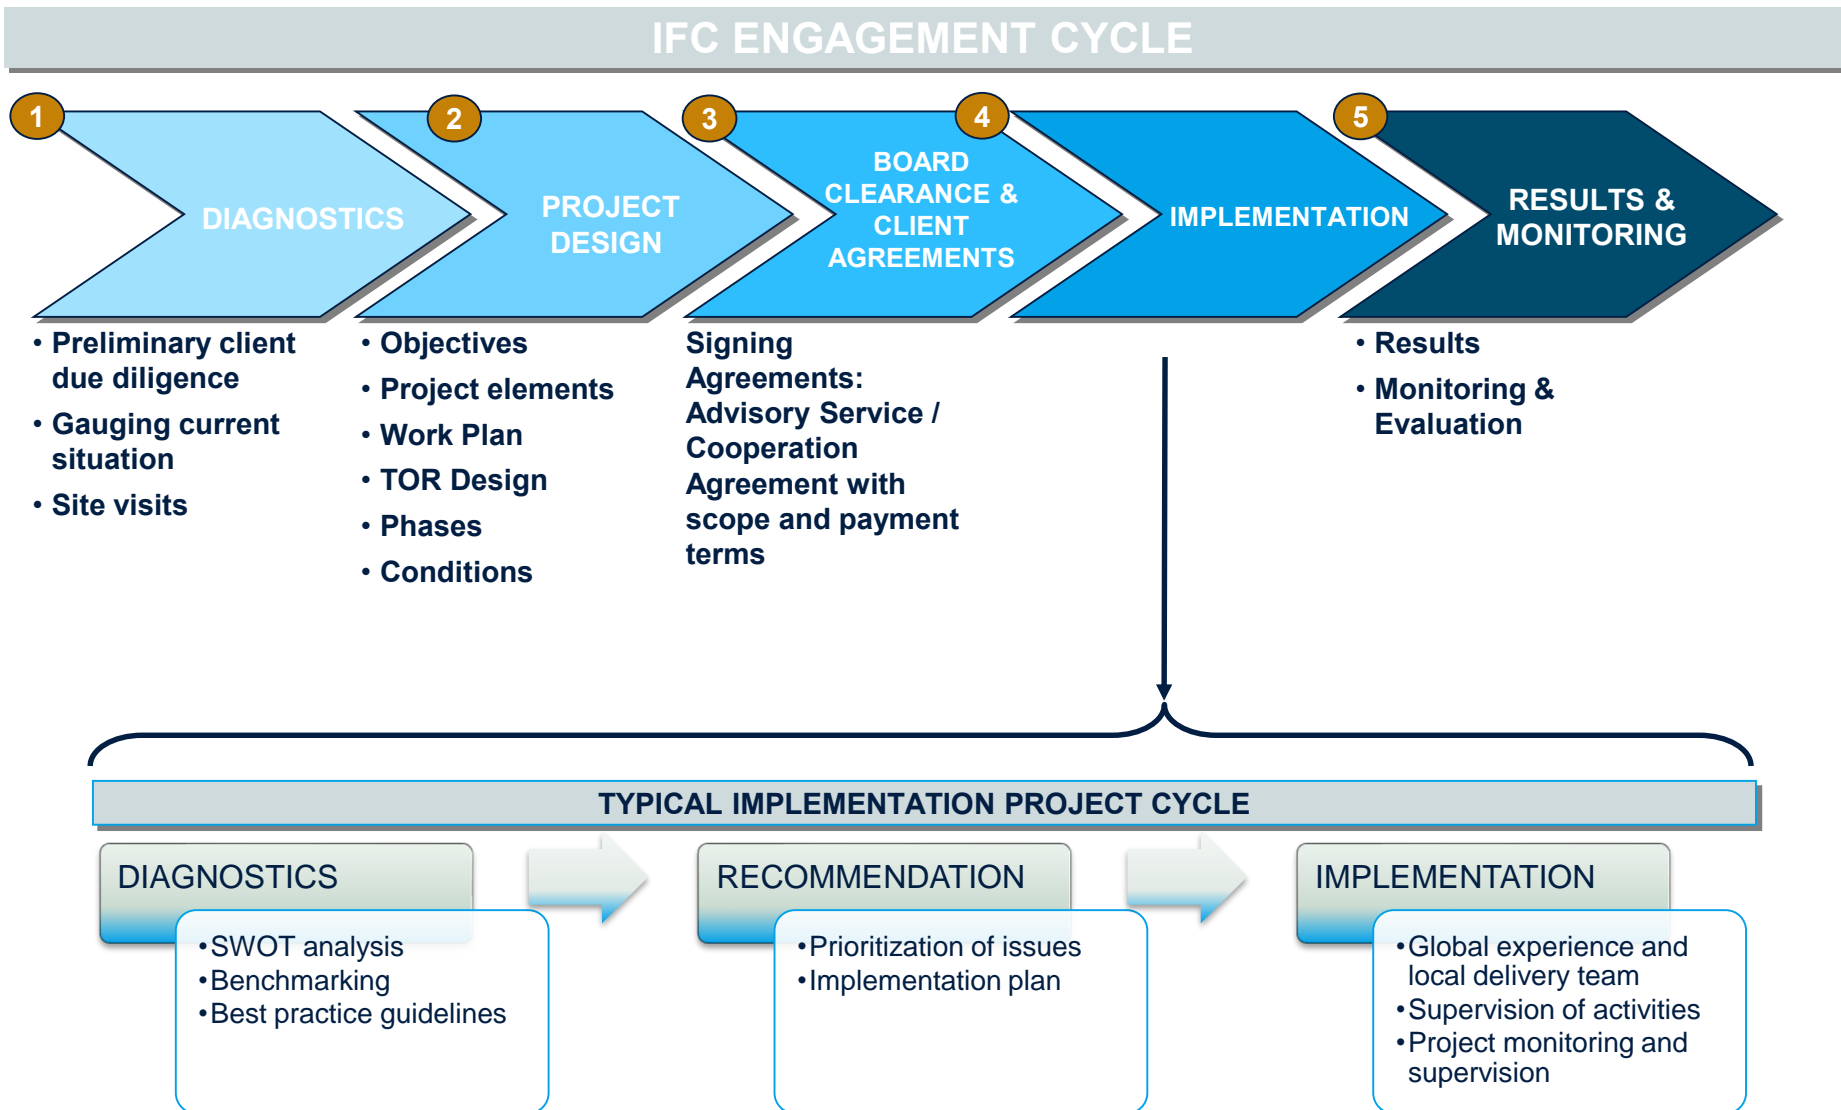 IFC ENGAGEMENT CYCLE
1
2
3
4
5
DIAGNOSTICS
PROJECT
DESIGN
BOARD
CLEARANCE &
CLIENT
AGREEMENTS
IMPLEMENTATION
RESULTS &
MONITORING
• Preliminary client
due diligence
• Gauging current
situation
• Site visits
• Objectives
• Project elements
• Work Plan
• TOR Design
• Phases
• Conditions
Signing
Agreements:
Advisory Service /
Cooperation
Agreement with
scope and payment
terms
• Results
• Monitoring &
Evaluation
TYPICAL IMPLEMENTATION PROJECT CYCLE
DIAGNOSTICS
•SWOT analysis
•Benchmarking
•Best practice guidelines
RECOMMENDATION
•Prioritization of issues
•Implementation plan
IMPLEMENTATION
•Global experience and
local delivery team
•Supervision of activities
•Project monitoring and
supervision